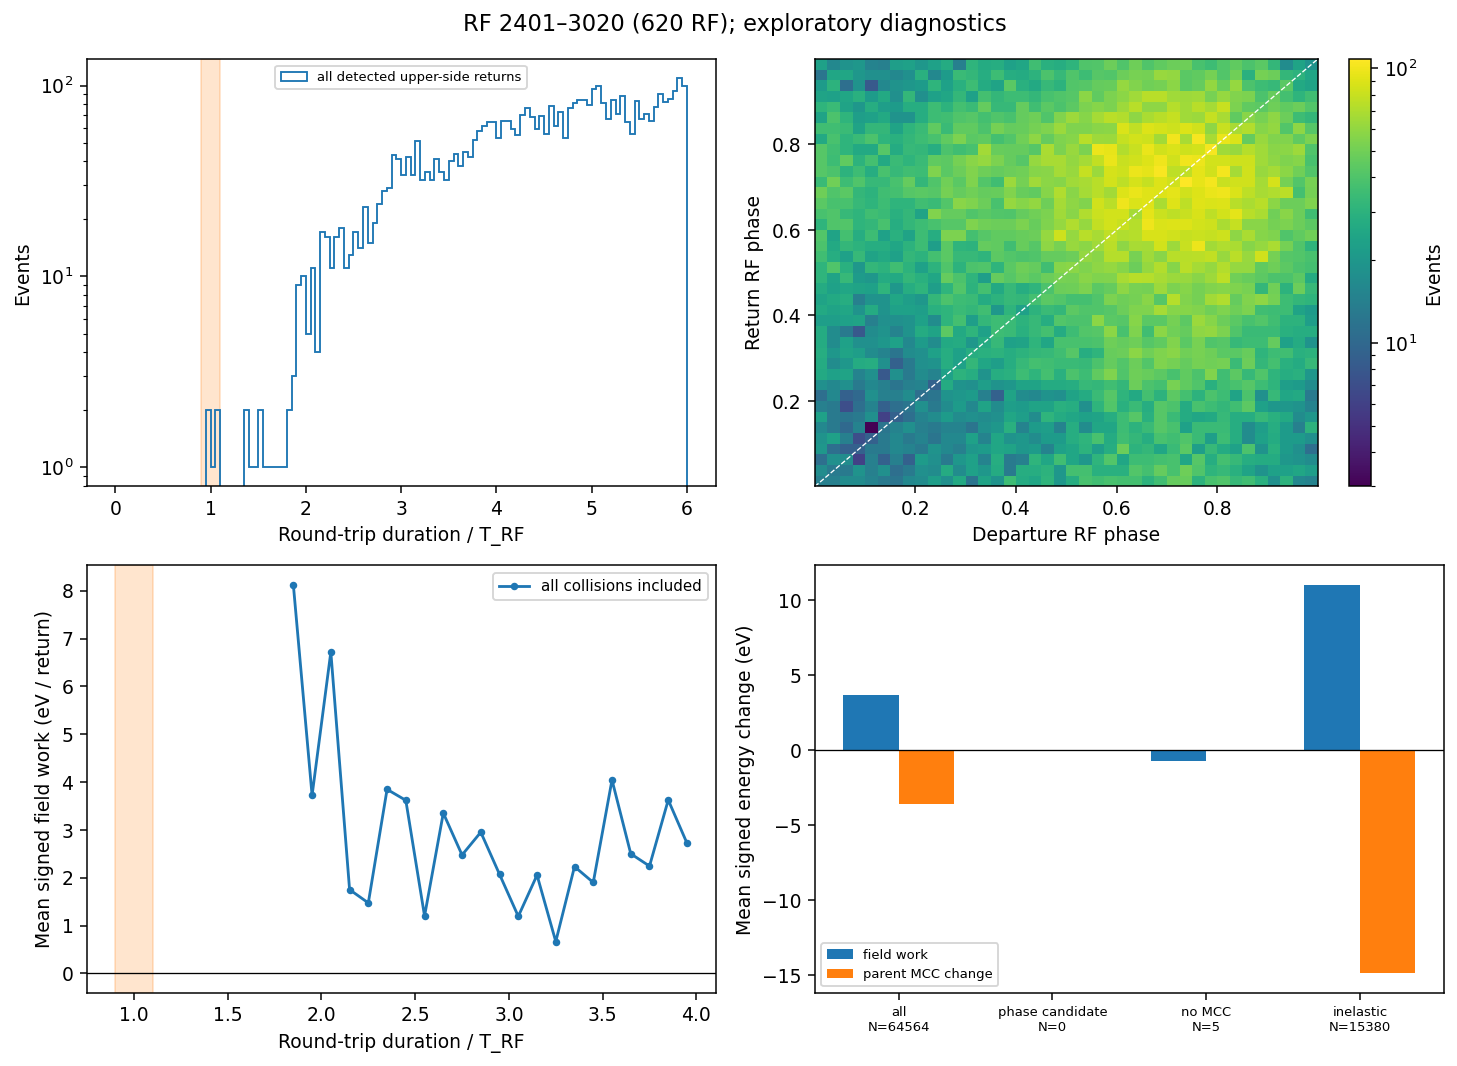 RF 2401–3020 (620 RF); exploratory diagnostics
all detected upper-side returns
Events
10²
10¹
10⁰
0 1 2 3 4 5 6
Round-trip duration / T_RF
Return RF phase
0.8
0.6
0.4
0.2
0.2 0.4 0.6 0.8
Departure RF phase
10²
10¹
Events
all collisions included
Mean signed field work (eV / return)
8
7
6
5
4
3
2
1
0
1.0 1.5 2.0 2.5 3.0 3.5 4.0
Round-trip duration / T_RF
Mean signed energy change (eV)
10
5
0
−5
−10
−15
field work
parent MCC change
all
N=64564
phase candidate
N=0
no MCC
N=5
inelastic
N=15380